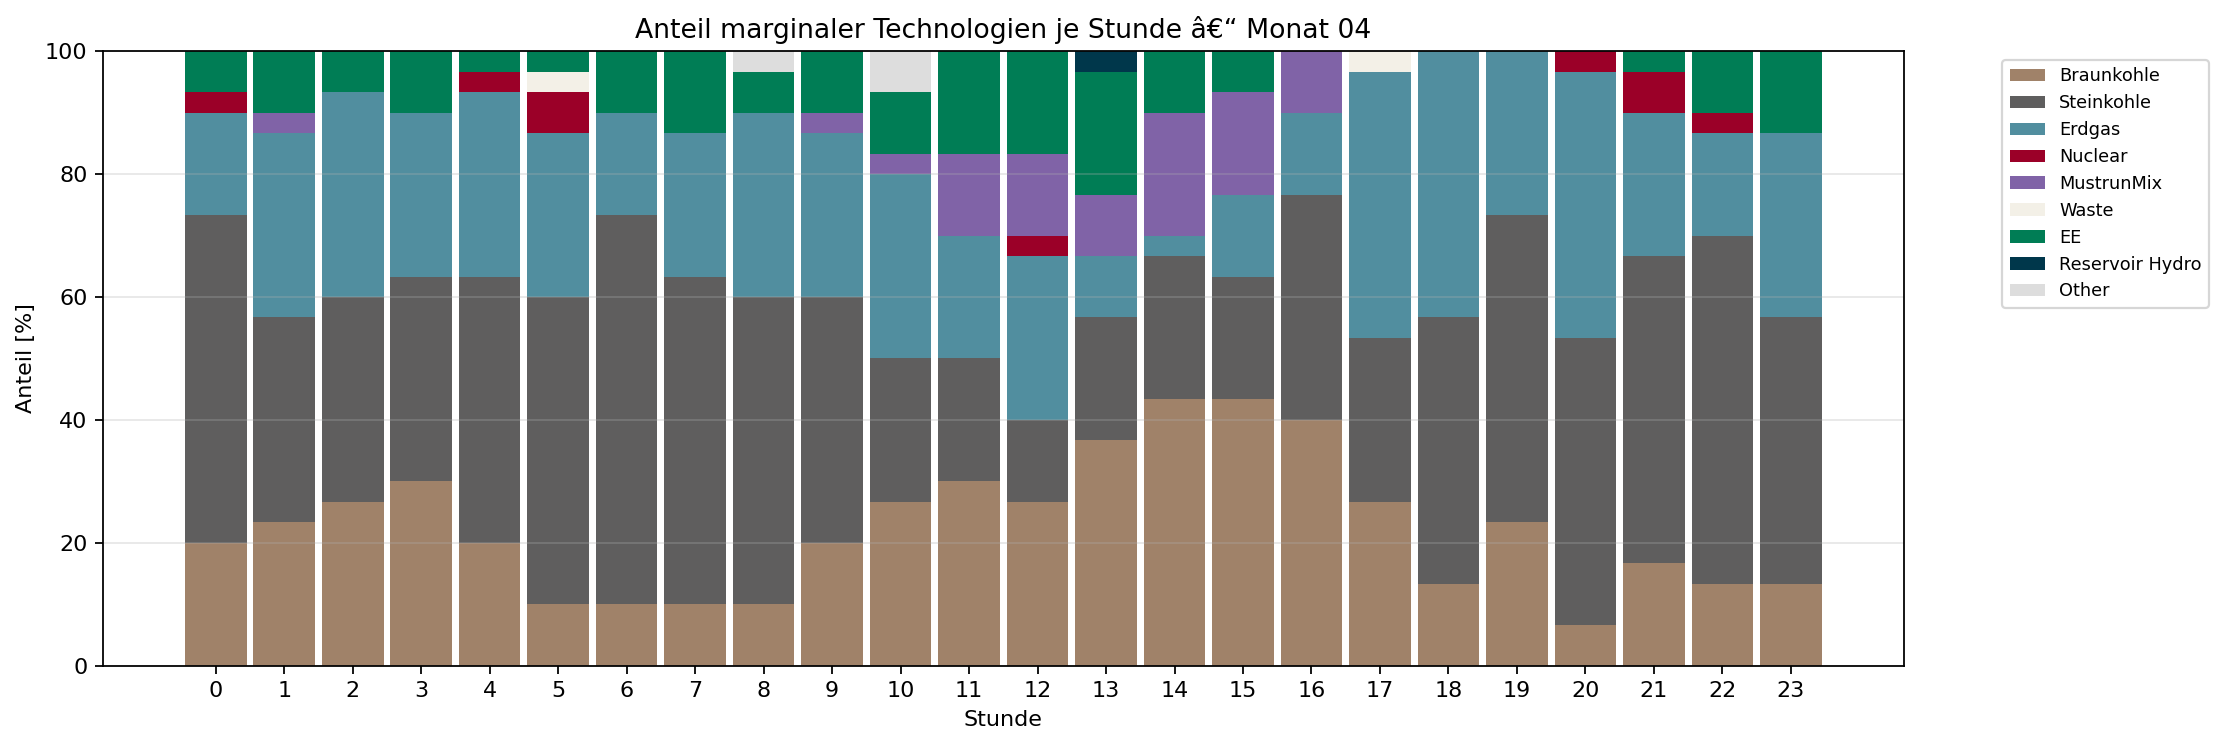 Anteil marginaler Technologien je Stunde â€“ Monat 04
Anteil [%]
100
80
60
40
20
0
0 1 2 3 4 5 6 7 8 9 10 11 12 13 14 15 16 17 18 19 20 21 22 23
Stunde
Braunkohle
Steinkohle
Erdgas
Nuclear
MustrunMix
Waste
EE
Reservoir Hydro
Other